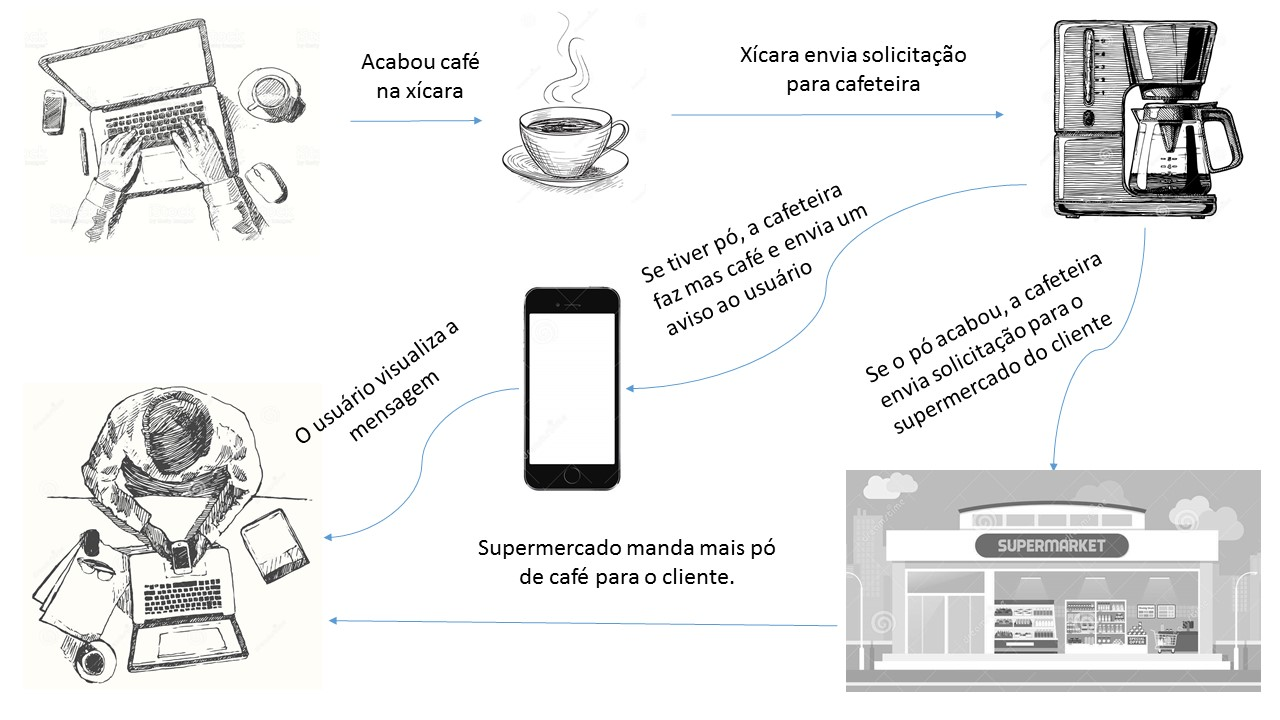 Acabou café
na xícara
Xícara envia solicitação
para cafeteira
Se tiver pó, a cafeteira
faz mas café e envia um
aviso ao usuário
Se o pó acabou, a cafeteira
envia solicitação para o
supermercado do cliente
O usuário visualiza a
mensagem
Supermercado manda mais pó
de café para o cliente.
SUPERMARKET
SPECIAL
OFFER